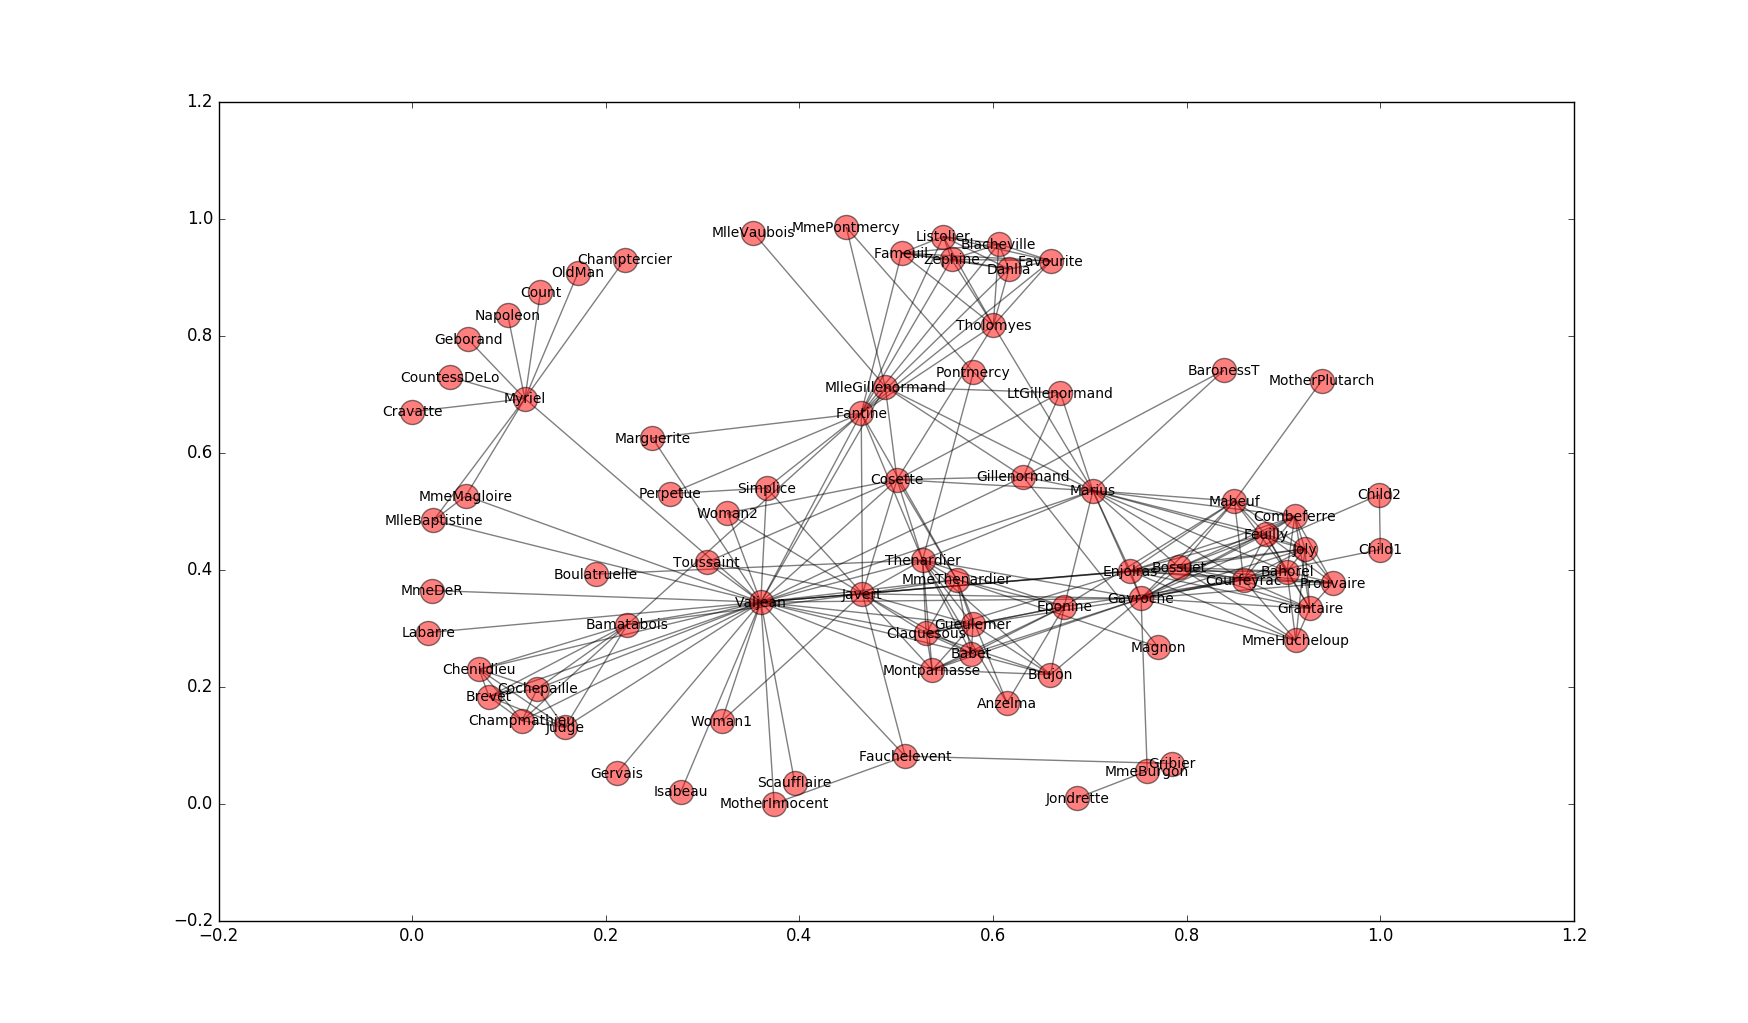 1.2
1.0
0.8
0.6
0.4
0.2
0.0
−0.2
−0.2
0.0
0.2
0.4
0.6
0.8
1.0
1.2
MlleVaubois
MmePontmercy
Listolier
Blacheville
Fameuil
Zephine
Favourite
Dahlia
Champtercier
OldMan
Count
Napoleon
Tholomyes
Geborand
CountessDeLo
Pontmercy
BaronessT
MotherPlutarch
Cravatte
Myriel
MlleGillenormand
LtGillenormand
Fantine
Marguerite
Perpetue
Simplice
Cosette
Gillenormand
Marius
MmeMagloire
MlleBaptistine
Woman2
Mabeuf
Combeferre
Child2
Feuilly
Joly
Child1
Toussaint
Boulatruelle
Thenardier
MmeThenardier
Enjolras
Bossuet
Courfeyrac
Bahorel
Prouvaire
MmeDeR
Valjean
Javert
Eponine
Gavroche
Grantaire
Labarre
Bamatabois
Claquesous
Gueulemer
MmeHucheloup
Magnon
Chenildieu
Cochepaille
Brevet
Montparnasse
Babet
Brujon
Champmathieu
Judge
Woman1
Anzelma
Gervais
Isabeau
Scaufflaire
MotherInnocent
Fauchelevent
Gribier
MmeBurgon
Jondrette